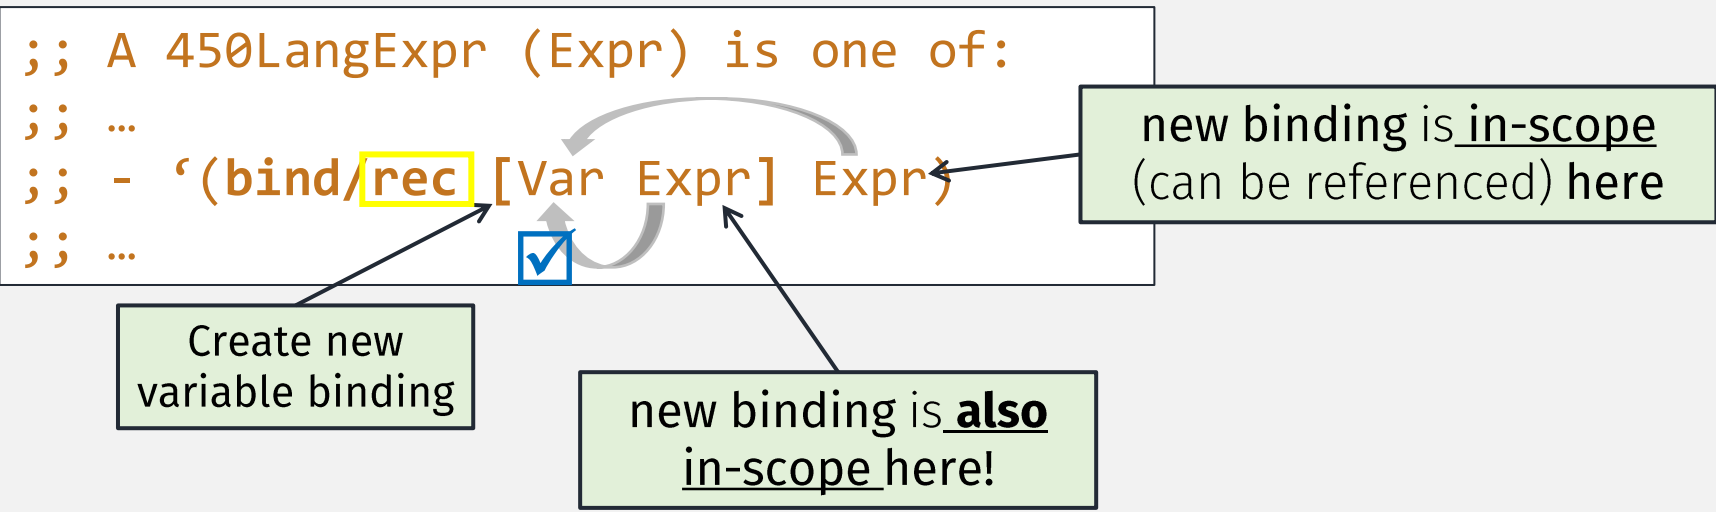 ;; A 450LangExpr (Expr) is one of:
;; …
;; - ‘(bind/rec [Var Expr] Expr)
;; …
new binding is in-scope
(can be referenced) here
Create new
variable binding
new binding is also
in-scope here!